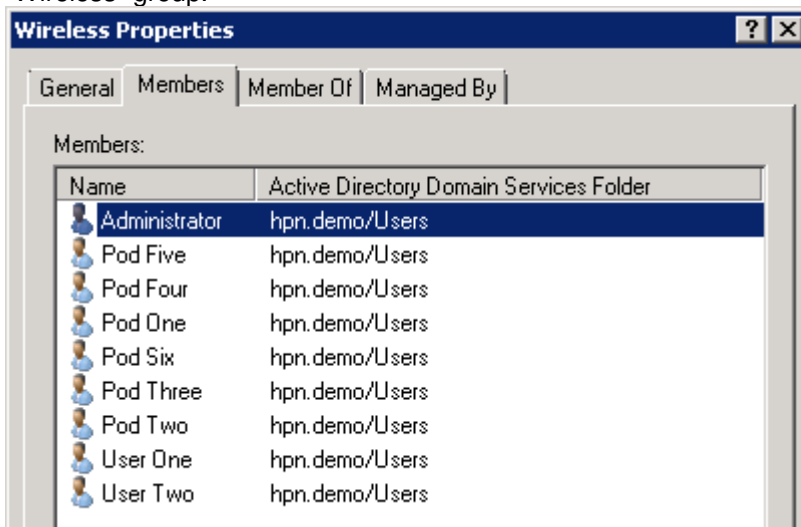 "Wireless" group.
Wireless Properties ? X
General Members Member Of Managed By
Members:
Name Active Directory Domain Services Folder
Administrator hpn.demo/Users
Pod Five hpn.demo/Users
Pod Four hpn.demo/Users
Pod One hpn.demo/Users
Pod Six hpn.demo/Users
Pod Three hpn.demo/Users
Pod Two hpn.demo/Users
User One hpn.demo/Users
User Two hpn.demo/Users